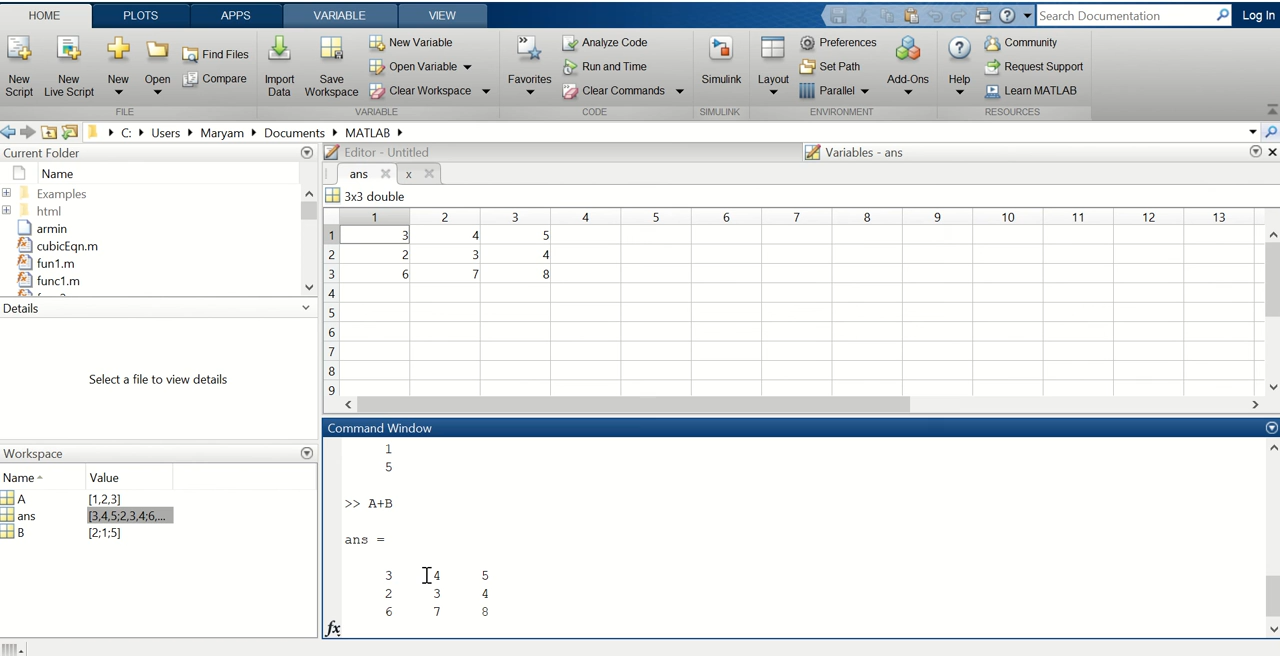 HOME PLOTS APPS VARIABLE VIEW Search Documentation Log In
New Script
New Live Script
New
Open
Find Files
Compare
Import Data
Save Workspace
New Variable
Open Variable
Clear Workspace
Favorites
Analyze Code
Run and Time
Clear Commands
Simulink
Layout
Preferences
Set Path
Parallel
Add-Ons
Help
Community
Request Support
Learn MATLAB
FILE VARIABLE CODE SIMULINK ENVIRONMENT RESOURCES
C: Users Maryam Documents MATLAB
Current Folder
Name
Examples
html
armin
cubicEqn.m
fun1.m
func1.m
Details
Select a file to view details
Workspace
Name Value
A [1,2,3]
ans [3,4,5;2,3,4;6,...
B [2;1;5]
Editor - Untitled Variables - ans
ans x
3x3 double
1 2 3 4 5 6 7 8 9 10 11 12 13
1 3 4 5
2 2 3 4
3 6 7 8
4
5
6
7
8
9
Command Window
1
5
>> A+B
ans =
3 4 5
2 3 4
6 7 8
fx